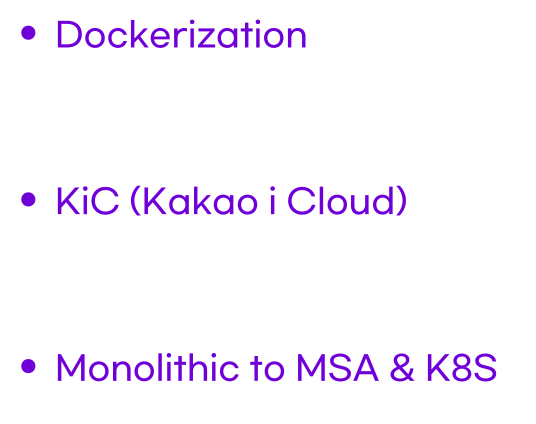 • Dockerization
• KiC (Kakao i Cloud)
• Monolithic to MSA & K8S